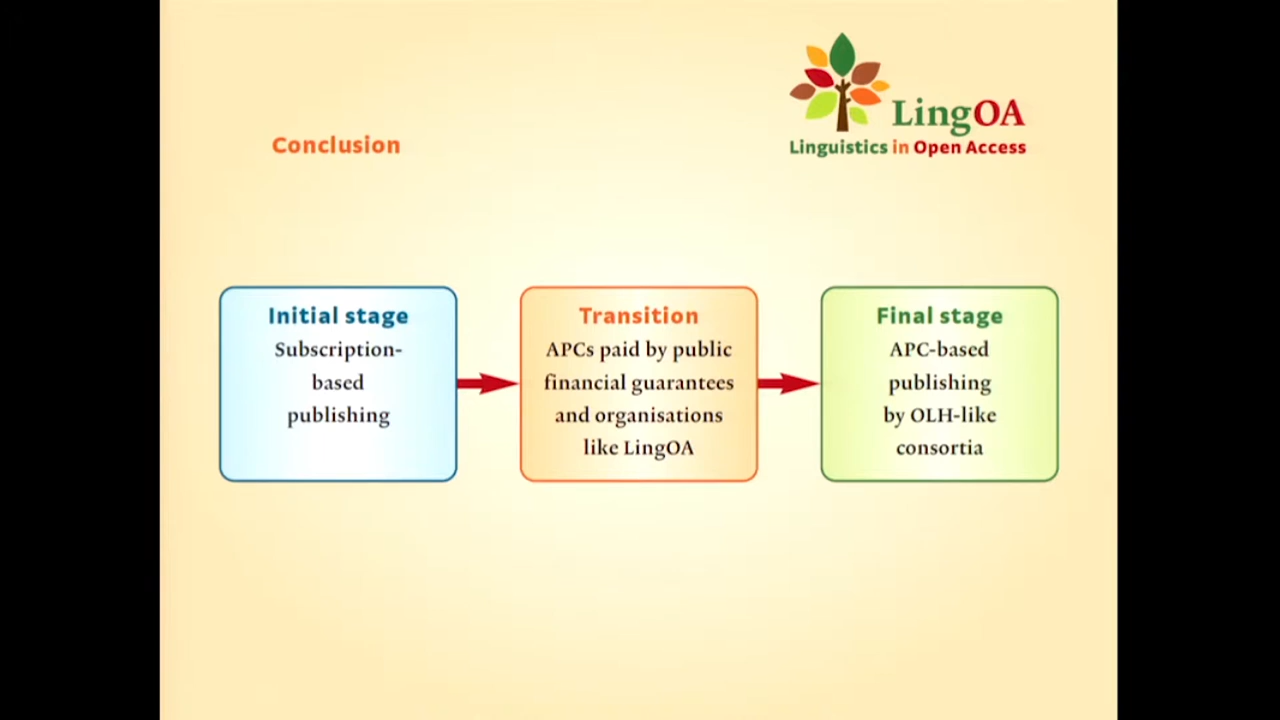 LingOA
Linguistics in Open Access
Conclusion
Initial stage
Subscription-
based
publishing
Transition
APCs paid by public
financial guarantees
and organisations
like LingOA
Final stage
APC-based
publishing
by OLH-like
consortia